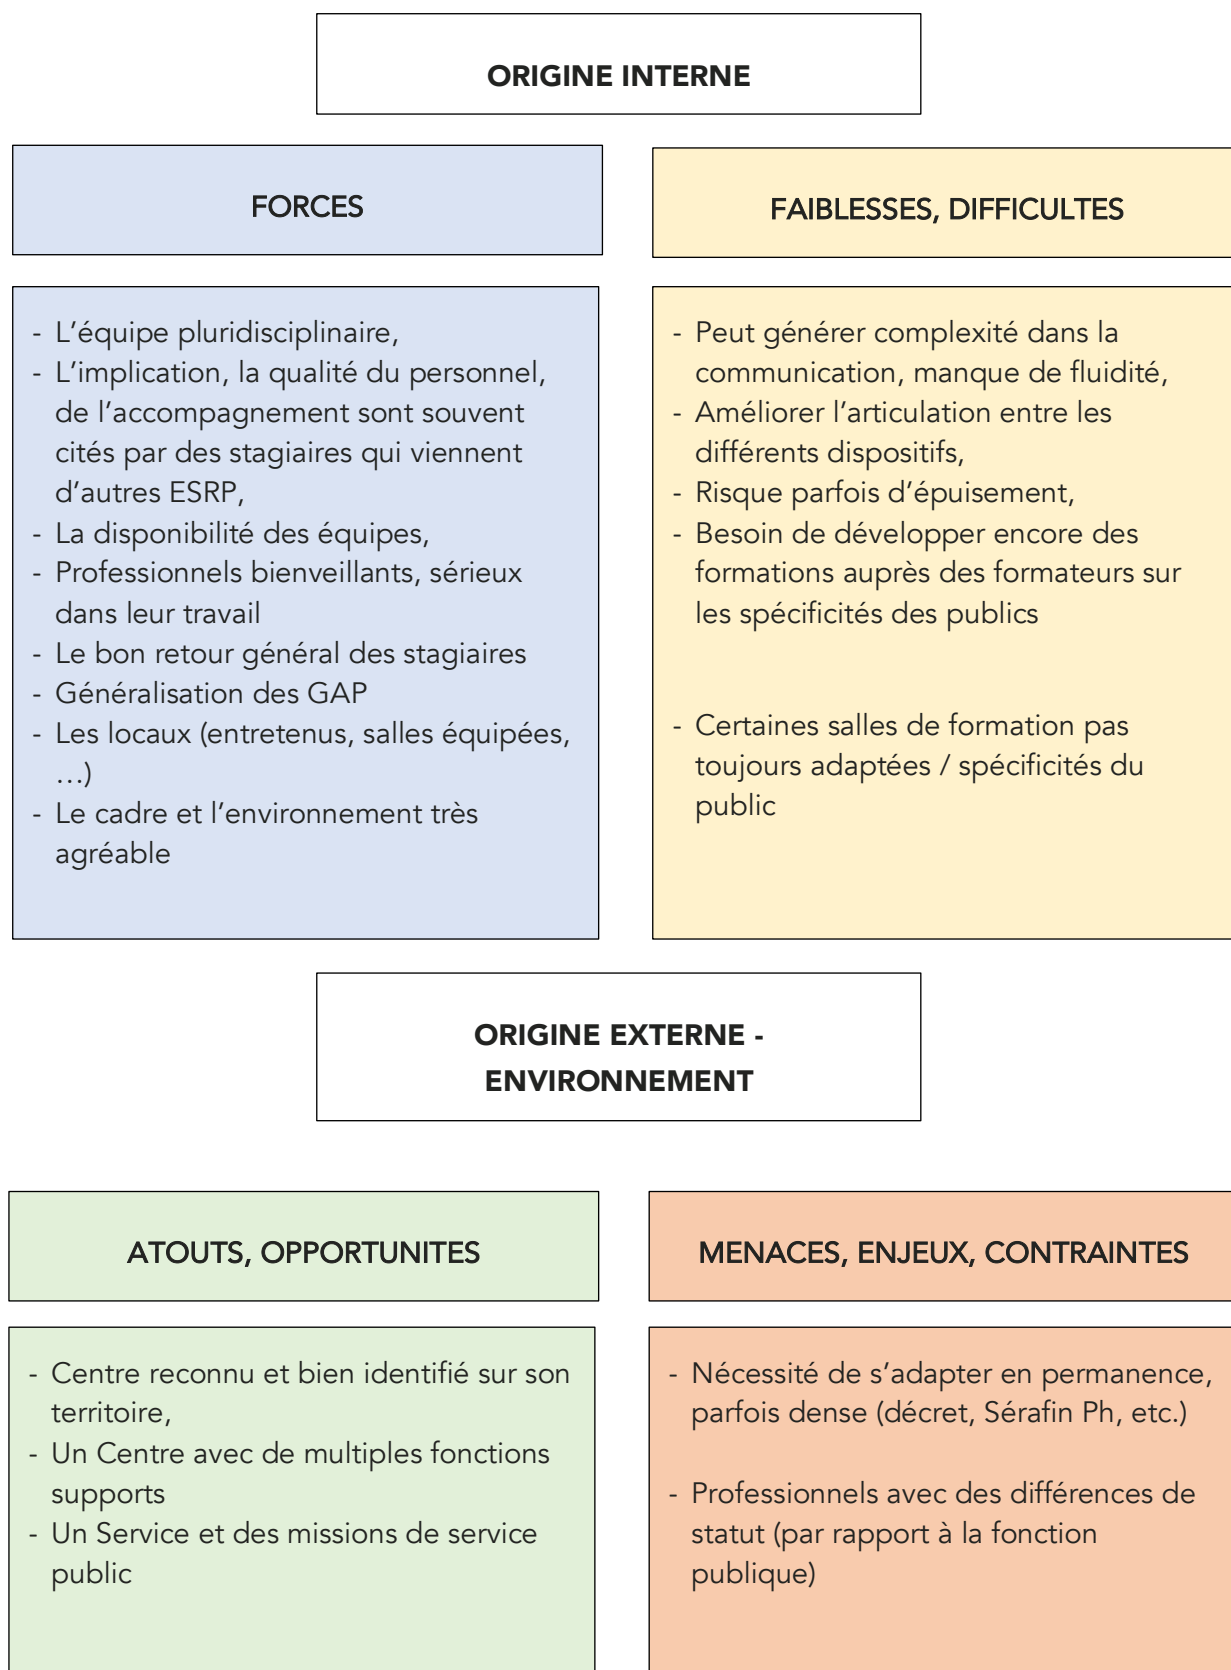 ORIGINE INTERNE
FORCES
- L’équipe pluridisciplinaire,
- L’implication, la qualité du personnel,
de l’accompagnement sont souvent
cités par des stagiaires qui viennent
d’autres ESRP,
- La disponibilité des équipes,
- Professionnels bienveillants, sérieux
dans leur travail
- Le bon retour général des stagiaires
- Généralisation des GAP
- Les locaux (entretenus, salles équipées,
…)
- Le cadre et l’environnement très
agréable
FAIBLESSES, DIFFICULTES
- Peut générer complexité dans la
communication, manque de fluidité,
- Améliorer l’articulation entre les
différents dispositifs,
- Risque parfois d’épuisement,
- Besoin de développer encore des
formations auprès des formateurs sur
les spécificités des publics
- Certaines salles de formation pas
toujours adaptées / spécificités du
public
ORIGINE EXTERNE -
ENVIRONNEMENT
ATOUTS, OPPORTUNITES
- Centre reconnu et bien identifié sur son
territoire,
- Un Centre avec de multiples fonctions
supports
- Un Service et des missions de service
public
MENACES, ENJEUX, CONTRAINTES
- Nécessité de s’adapter en permanence,
parfois dense (décret, Sérafin Ph, etc.)
- Professionnels avec des différences de
statut (par rapport à la fonction
publique)